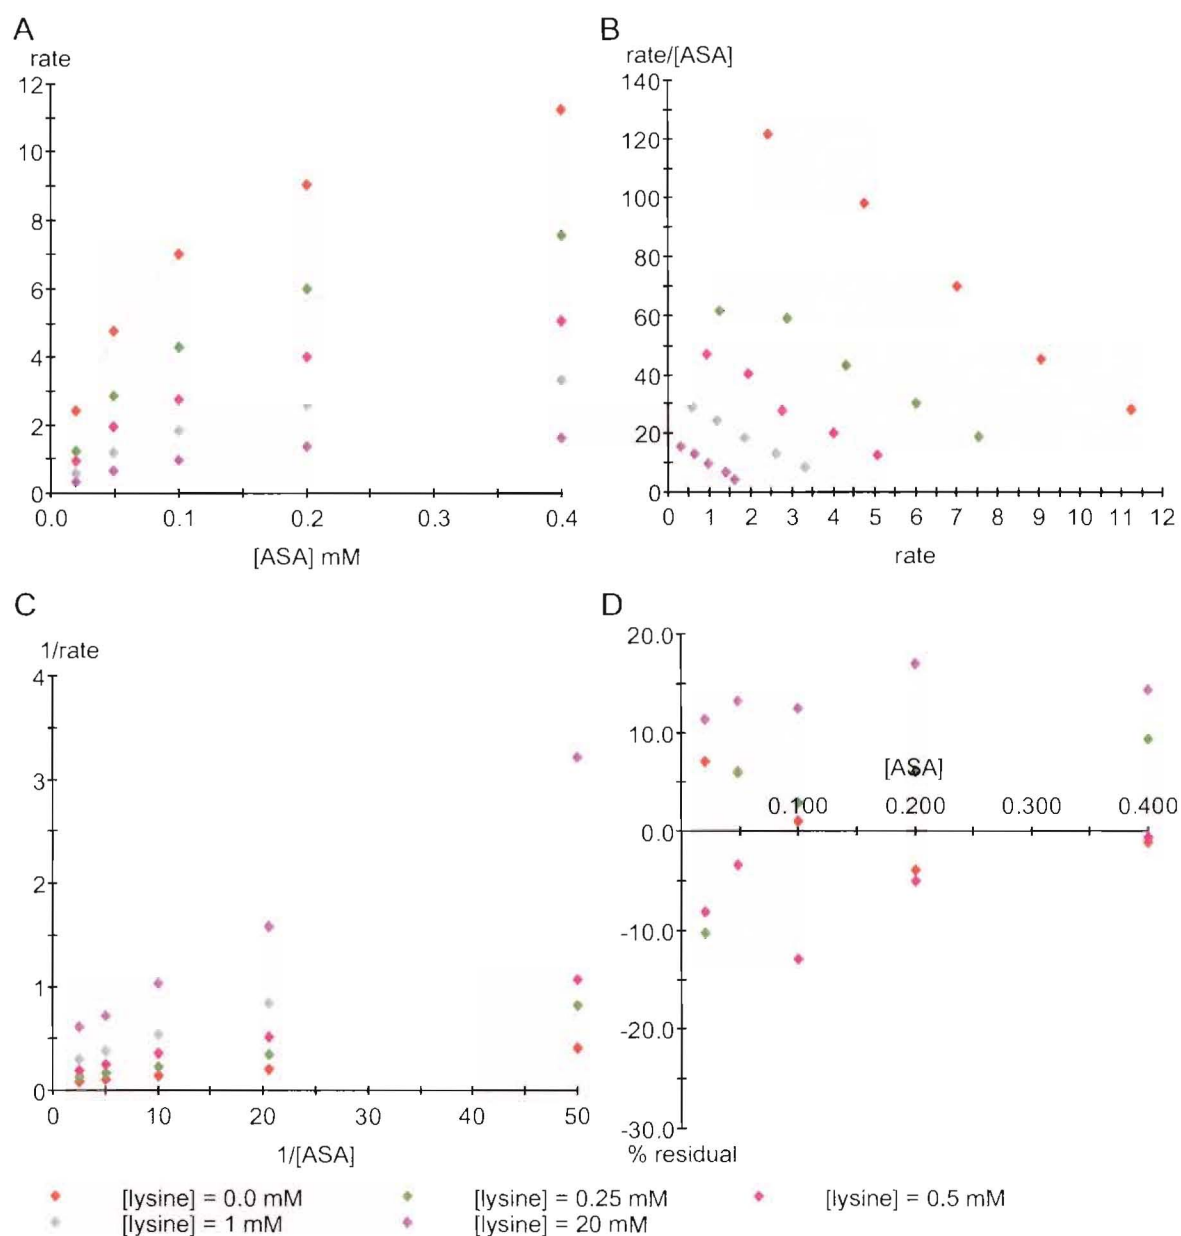 A
rate
12
10
8
6
4
2
0
0.0 0.1 0.2 0.3 0.4
[ASA] mM
B
rate/[ASA]
140
120
100
80
60
40
20
0
0 1 2 3 4 5 6 7 8 9 10 11 12
rate
C
1/rate
4
3
2
1
0
0 10 20 30 40 50
1/[ASA]
D
20.0
10.0
[ASA]
0.100 0.200 0.300 0.400
0.0
-10.0
-20.0
-30.0
% residual
[lysine] = 0.0 mM [lysine] = 0.25 mM [lysine] = 0.5 mM
[lysine] = 1 mM [lysine] = 20 mM